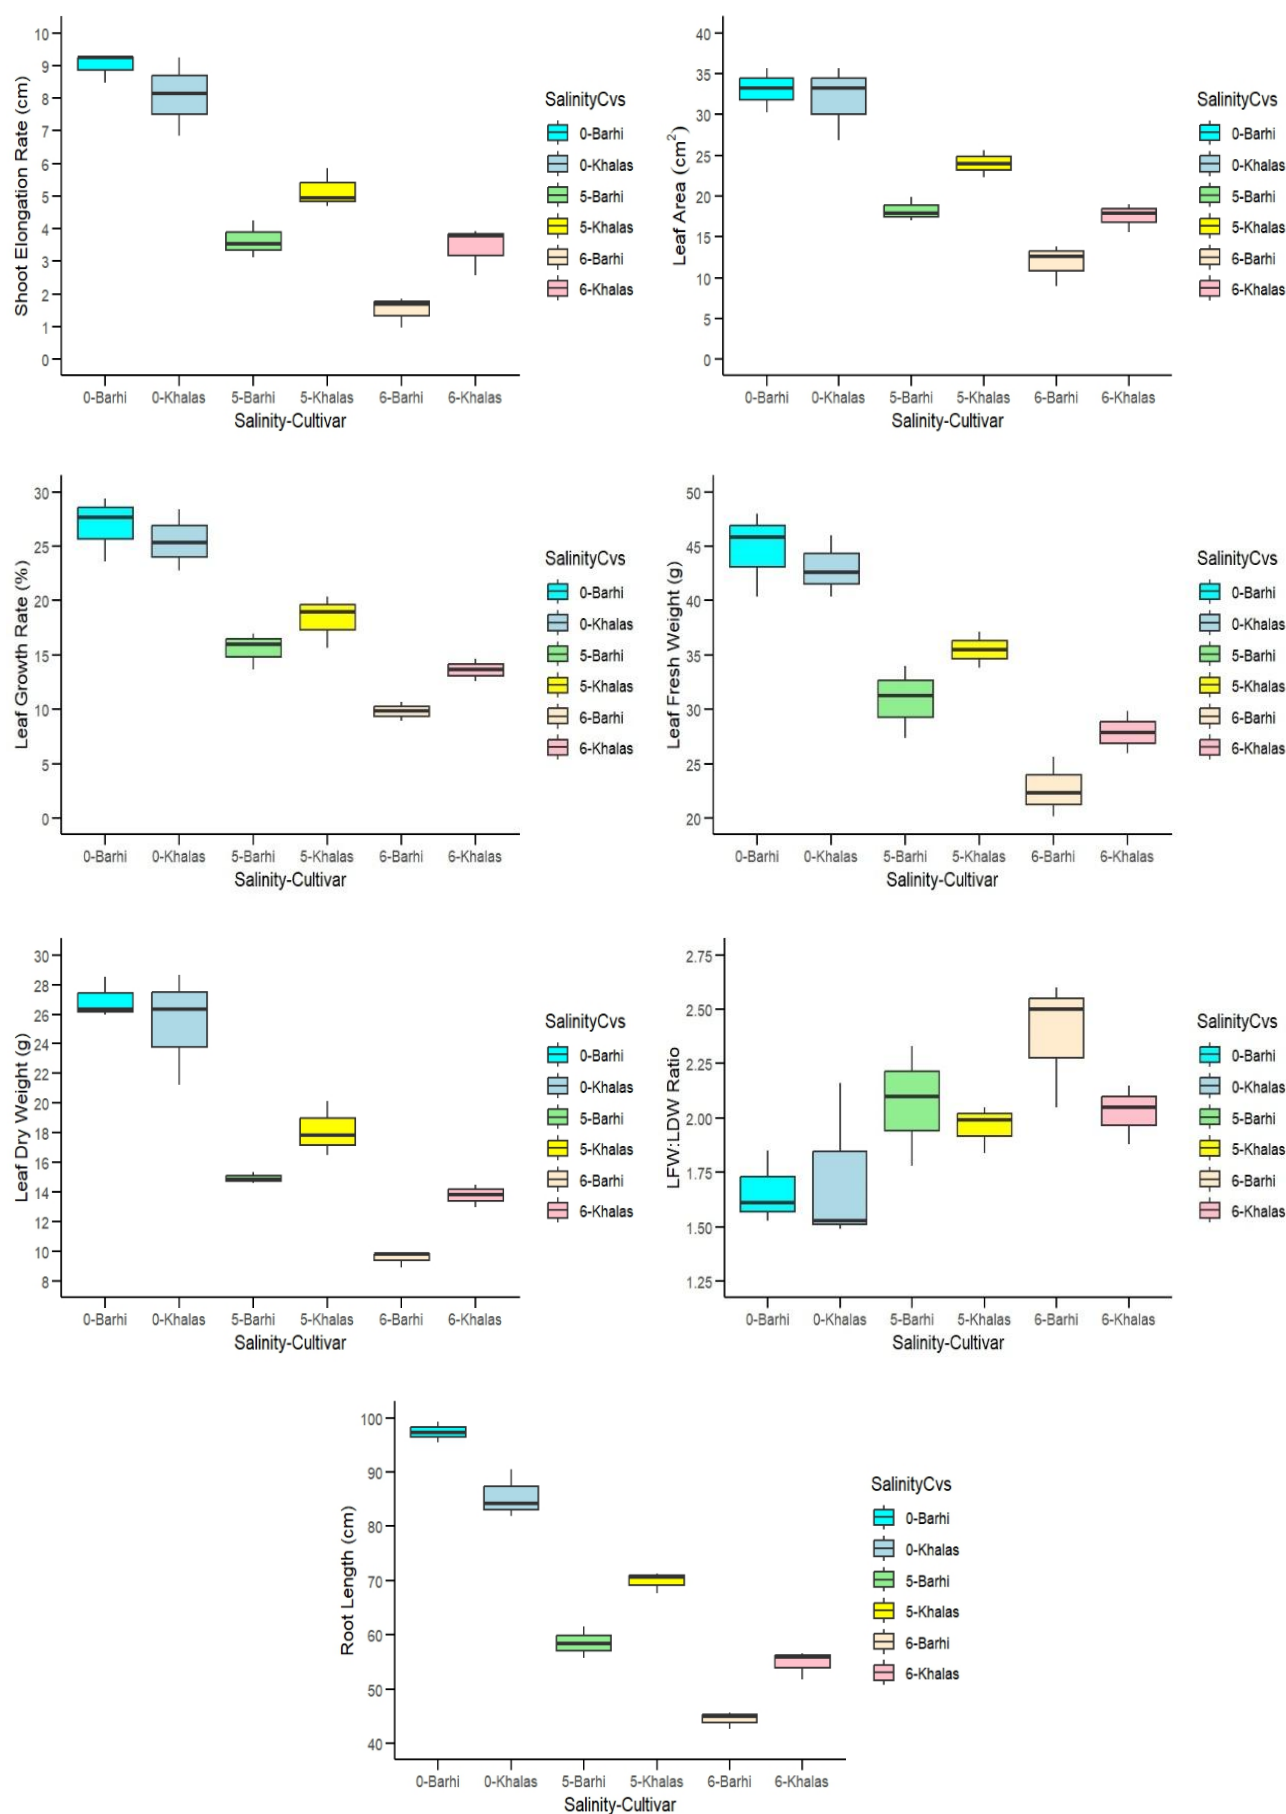 Shoot Elongation Rate (cm)
10
9
8
7
6
5
4
3
2
1
0
0-Barhi 0-Khalas 5-Barhi 5-Khalas 6-Barhi 6-Khalas
Salinity-Cultivar
SalinityCvs
0-Barhi
0-Khalas
5-Barhi
5-Khalas
6-Barhi
6-Khalas
Leaf Area (cm²)
40
35
30
25
20
15
10
5
0
0-Barhi 0-Khalas 5-Barhi 5-Khalas 6-Barhi 6-Khalas
Salinity-Cultivar
SalinityCvs
0-Barhi
0-Khalas
5-Barhi
5-Khalas
6-Barhi
6-Khalas
Leaf Growth Rate (%)
30
25
20
15
10
5
0
0-Barhi 0-Khalas 5-Barhi 5-Khalas 6-Barhi 6-Khalas
Salinity-Cultivar
SalinityCvs
0-Barhi
0-Khalas
5-Barhi
5-Khalas
6-Barhi
6-Khalas
Leaf Fresh Weight (g)
50
45
40
35
30
25
20
0-Barhi 0-Khalas 5-Barhi 5-Khalas 6-Barhi 6-Khalas
Salinity-Cultivar
SalinityCvs
0-Barhi
0-Khalas
5-Barhi
5-Khalas
6-Barhi
6-Khalas
Leaf Dry Weight (g)
30
28
26
24
22
20
18
16
14
12
10
8
0-Barhi 0-Khalas 5-Barhi 5-Khalas 6-Barhi 6-Khalas
Salinity-Cultivar
SalinityCvs
0-Barhi
0-Khalas
5-Barhi
5-Khalas
6-Barhi
6-Khalas
LFW:LDW Ratio
2.75
2.50
2.25
2.00
1.75
1.50
1.25
0-Barhi 0-Khalas 5-Barhi 5-Khalas 6-Barhi 6-Khalas
Salinity-Cultivar
SalinityCvs
0-Barhi
0-Khalas
5-Barhi
5-Khalas
6-Barhi
6-Khalas
Root Length (cm)
100
90
80
70
60
50
40
0-Barhi 0-Khalas 5-Barhi 5-Khalas 6-Barhi 6-Khalas
Salinity-Cultivar
SalinityCvs
0-Barhi
0-Khalas
5-Barhi
5-Khalas
6-Barhi
6-Khalas